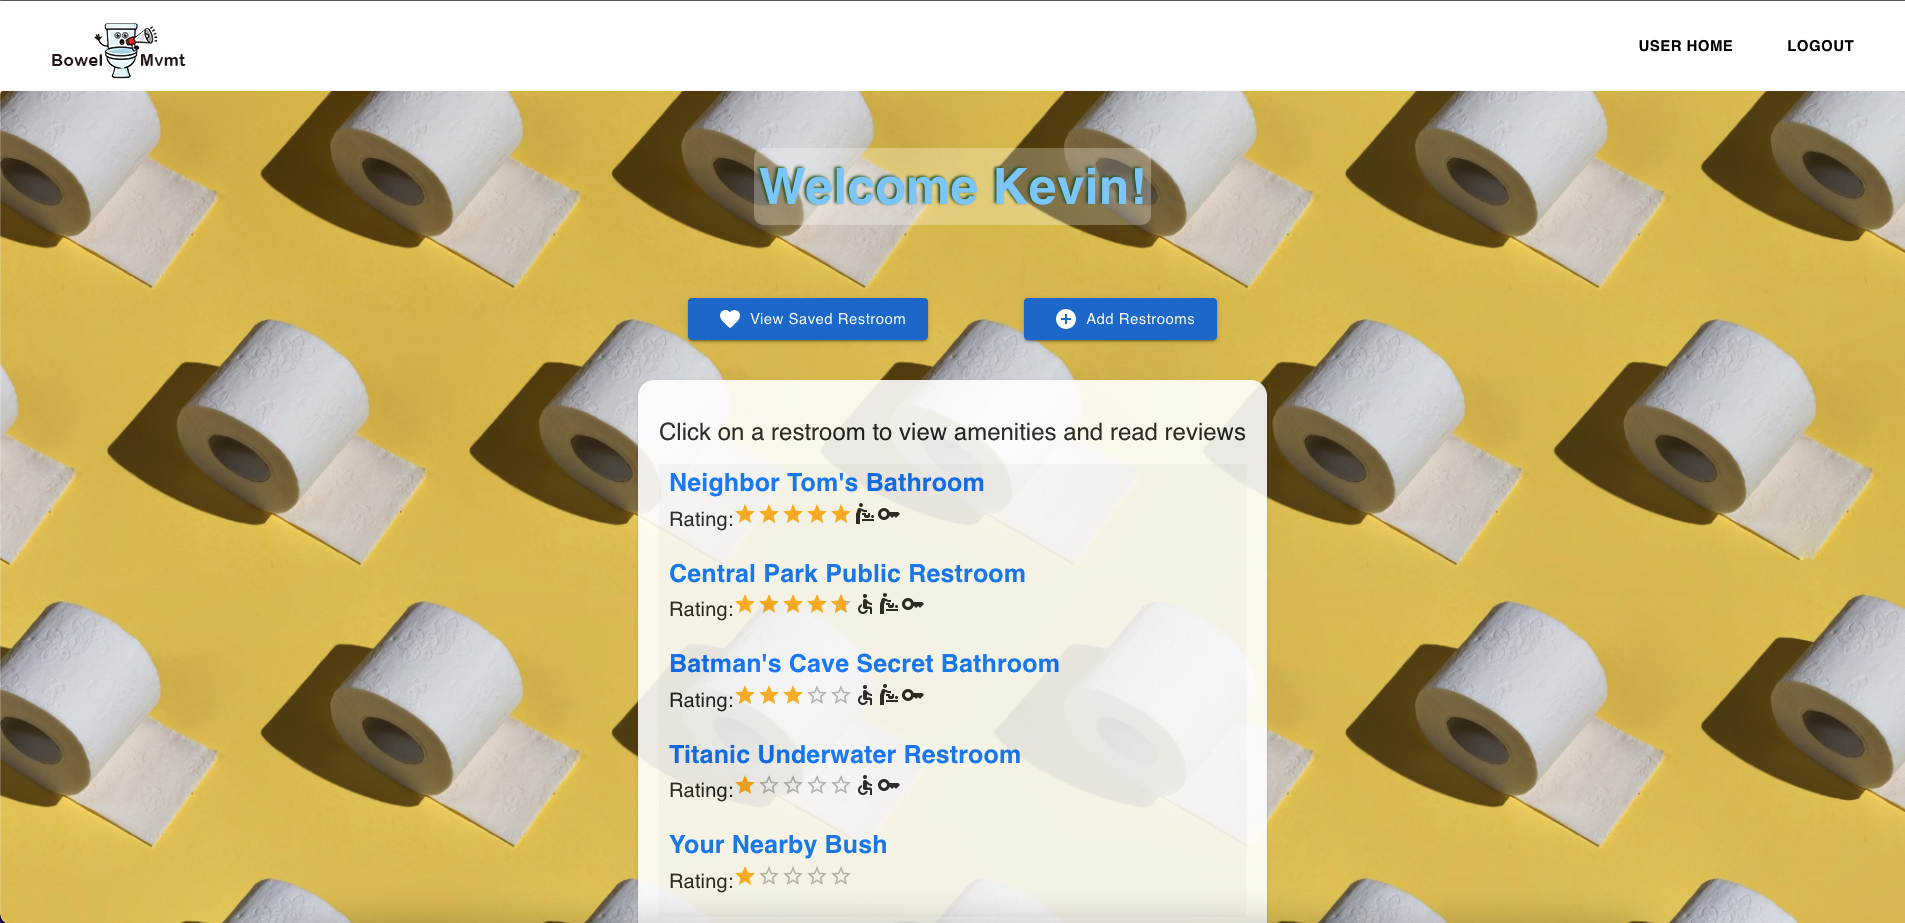 Bowel Mvmt
USER HOME
LOGOUT
Welcome Kevin!
View Saved Restroom
Add Restrooms
Click on a restroom to view amenities and read reviews
Neighbor Tom's Bathroom
Rating:
Central Park Public Restroom
Rating:
Batman's Cave Secret Bathroom
Rating:
Titanic Underwater Restroom
Rating:
Your Nearby Bush
Rating: